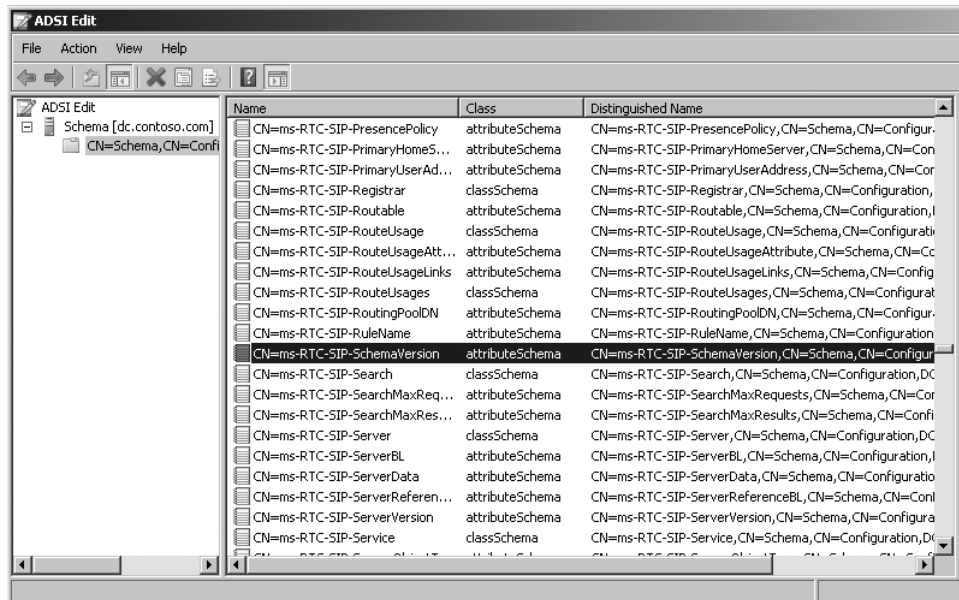 ADSI Edit
File Action View Help
ADSI Edit
Schema [dc.contoso.com]
CN=Schema,CN=Confi
Name Class Distinguished Name
CN=ms-RTC-SIP-PresencePolicy attributeSchema CN=ms-RTC-SIP-PresencePolicy,CN=Schema,CN=Configur
CN=ms-RTC-SIP-PrimaryHomeS... attributeSchema CN=ms-RTC-SIP-PrimaryHomeServer,CN=Schema,CN=Con
CN=ms-RTC-SIP-PrimaryUserAd... attributeSchema CN=ms-RTC-SIP-PrimaryUserAddress,CN=Schema,CN=Cor
CN=ms-RTC-SIP-Registrar classSchema CN=ms-RTC-SIP-Registrar,CN=Schema,CN=Configuration,
CN=ms-RTC-SIP-Routable attributeSchema CN=ms-RTC-SIP-Routable,CN=Schema,CN=Configuration,
CN=ms-RTC-SIP-RouteUsage classSchema CN=ms-RTC-SIP-RouteUsage,CN=Schema,CN=Configurati
CN=ms-RTC-SIP-RouteUsageAtt... attributeSchema CN=ms-RTC-SIP-RouteUsageAttribute,CN=Schema,CN=Cc
CN=ms-RTC-SIP-RouteUsageLinks attributeSchema CN=ms-RTC-SIP-RouteUsageLinks,CN=Schema,CN=Config
CN=ms-RTC-SIP-RouteUsages classSchema CN=ms-RTC-SIP-RouteUsages,CN=Schema,CN=Configurat
CN=ms-RTC-SIP-RoutingPoolDN attributeSchema CN=ms-RTC-SIP-RoutingPoolDN,CN=Schema,CN=Configur
CN=ms-RTC-SIP-RuleName attributeSchema CN=ms-RTC-SIP-RuleName,CN=Schema,CN=Configuration
CN=ms-RTC-SIP-SchemaVersion attributeSchema CN=ms-RTC-SIP-SchemaVersion,CN=Schema,CN=Configur
CN=ms-RTC-SIP-Search classSchema CN=ms-RTC-SIP-Search,CN=Schema,CN=Configuration,DC
CN=ms-RTC-SIP-SearchMaxReq... attributeSchema CN=ms-RTC-SIP-SearchMaxRequests,CN=Schema,CN=Cor
CN=ms-RTC-SIP-SearchMaxRes... attributeSchema CN=ms-RTC-SIP-SearchMaxResults,CN=Schema,CN=Confi
CN=ms-RTC-SIP-Server classSchema CN=ms-RTC-SIP-Server,CN=Schema,CN=Configuration,DC
CN=ms-RTC-SIP-ServerBL attributeSchema CN=ms-RTC-SIP-ServerBL,CN=Schema,CN=Configuration,
CN=ms-RTC-SIP-ServerData attributeSchema CN=ms-RTC-SIP-ServerData,CN=Schema,CN=Configuratio
CN=ms-RTC-SIP-ServerReferen... attributeSchema CN=ms-RTC-SIP-ServerReferenceBL,CN=Schema,CN=Con
CN=ms-RTC-SIP-ServerVersion attributeSchema CN=ms-RTC-SIP-ServerVersion,CN=Schema,CN=Configura
CN=ms-RTC-SIP-Service classSchema CN=ms-RTC-SIP-Service,CN=Schema,CN=Configuration,D